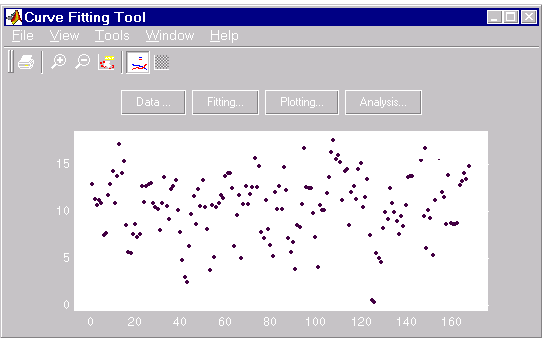 Curve Fitting Tool
File View Tools Window Help
Data ... Fitting... Plotting... Analysis...
15
10
5
0
0 20 40 60 80 100 120 140 160